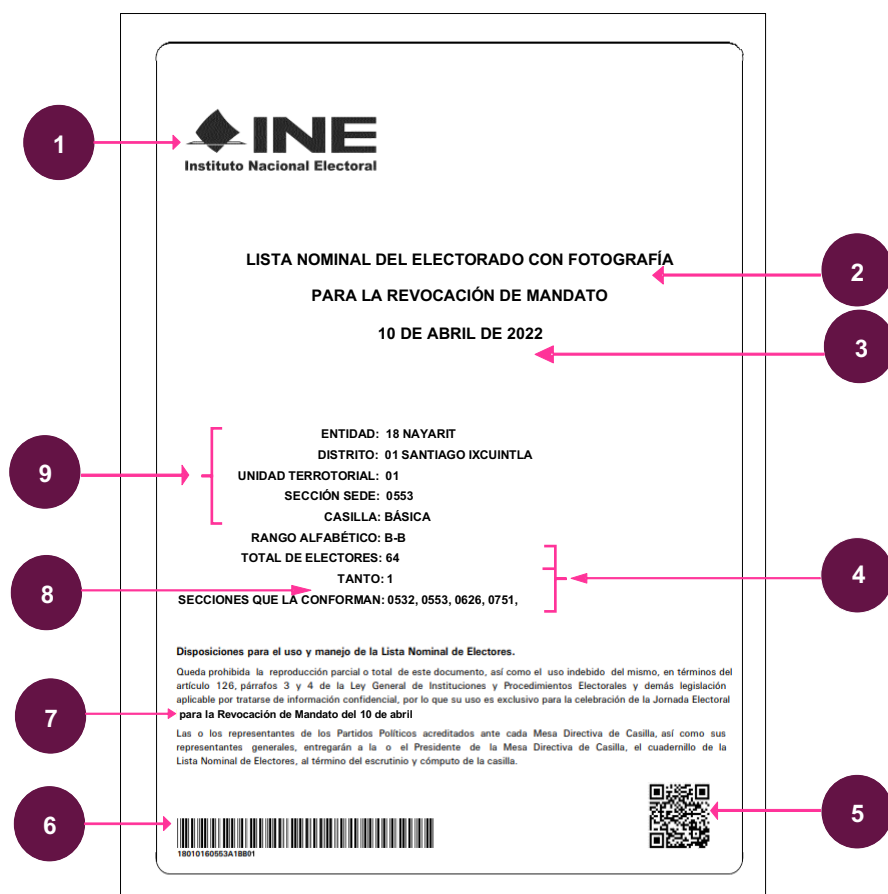 1
INE
Instituto Nacional Electoral
LISTA NOMINAL DEL ELECTORADO CON FOTOGRAFÍA
2
PARA LA REVOCACIÓN DE MANDATO
10 DE ABRIL DE 2022
3
ENTIDAD: 18 NAYARIT
DISTRITO: 01 SANTIAGO IXCUINTLA
9
UNIDAD TERROTORIAL: 01
SECCIÓN SEDE: 0553
CASILLA: BÁSICA
RANGO ALFABÉTICO: B-B
TOTAL DE ELECTORES: 64
4
TANTO: 1
8
SECCIONES QUE LA CONFORMAN: 0532, 0553, 0626, 0751,
Disposiciones para el uso y manejo de la Lista Nominal de Electores.
Queda prohibida la reproducción parcial o total de este documento, así como el uso indebido del mismo, en términos del
artículo 126, párrafos 3 y 4 de la Ley General de Instituciones y Procedimientos Electorales y demás legislación
aplicable por tratarse de información confidencial, por lo que su uso es exclusivo para la celebración de la Jornada Electoral
7
para la Revocación de Mandato del 10 de abril
Las o los representantes de los Partidos Políticos acreditados ante cada Mesa Directiva de Casilla, así como sus
representantes generales, entregarán a la o el Presidente de la Mesa Directiva de Casilla, el cuadernillo de la
Lista Nominal de Electores, al término del escrutinio y cómputo de la casilla.
6
5
18010160553A1BB01